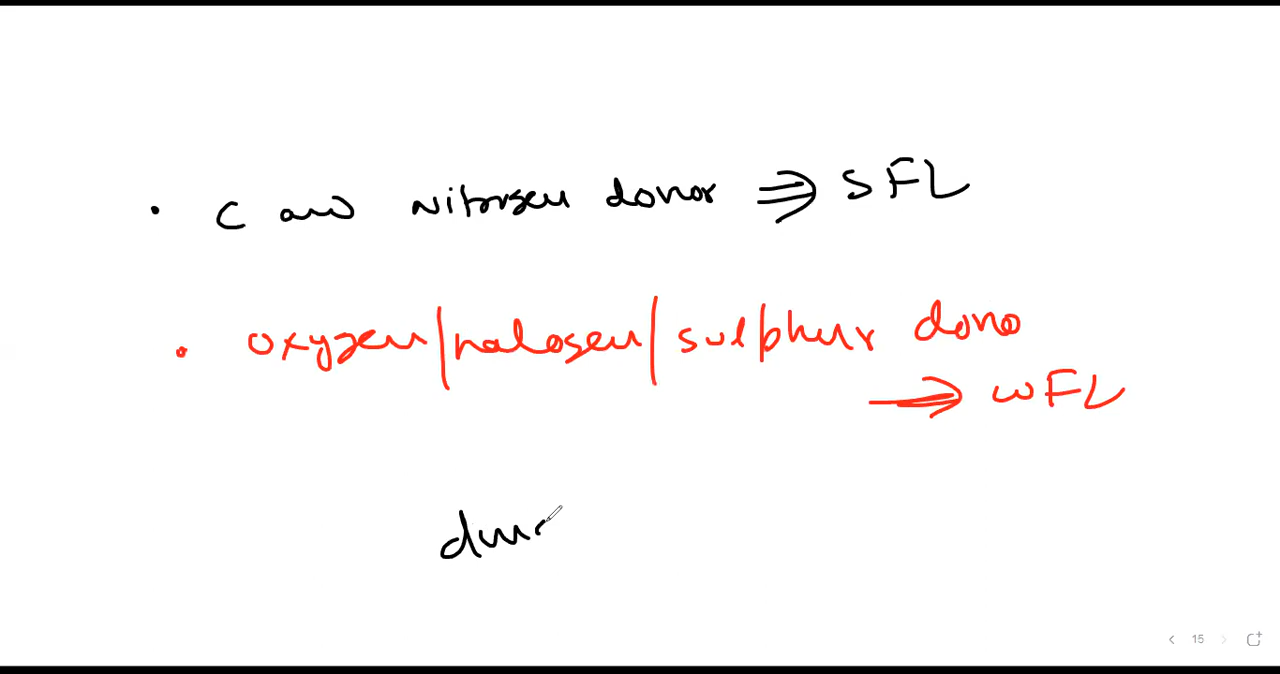 • C and Nitrogen donor ⇒ SFL
• oxygen/halogen/sulphur dono
⇒ WFL
15